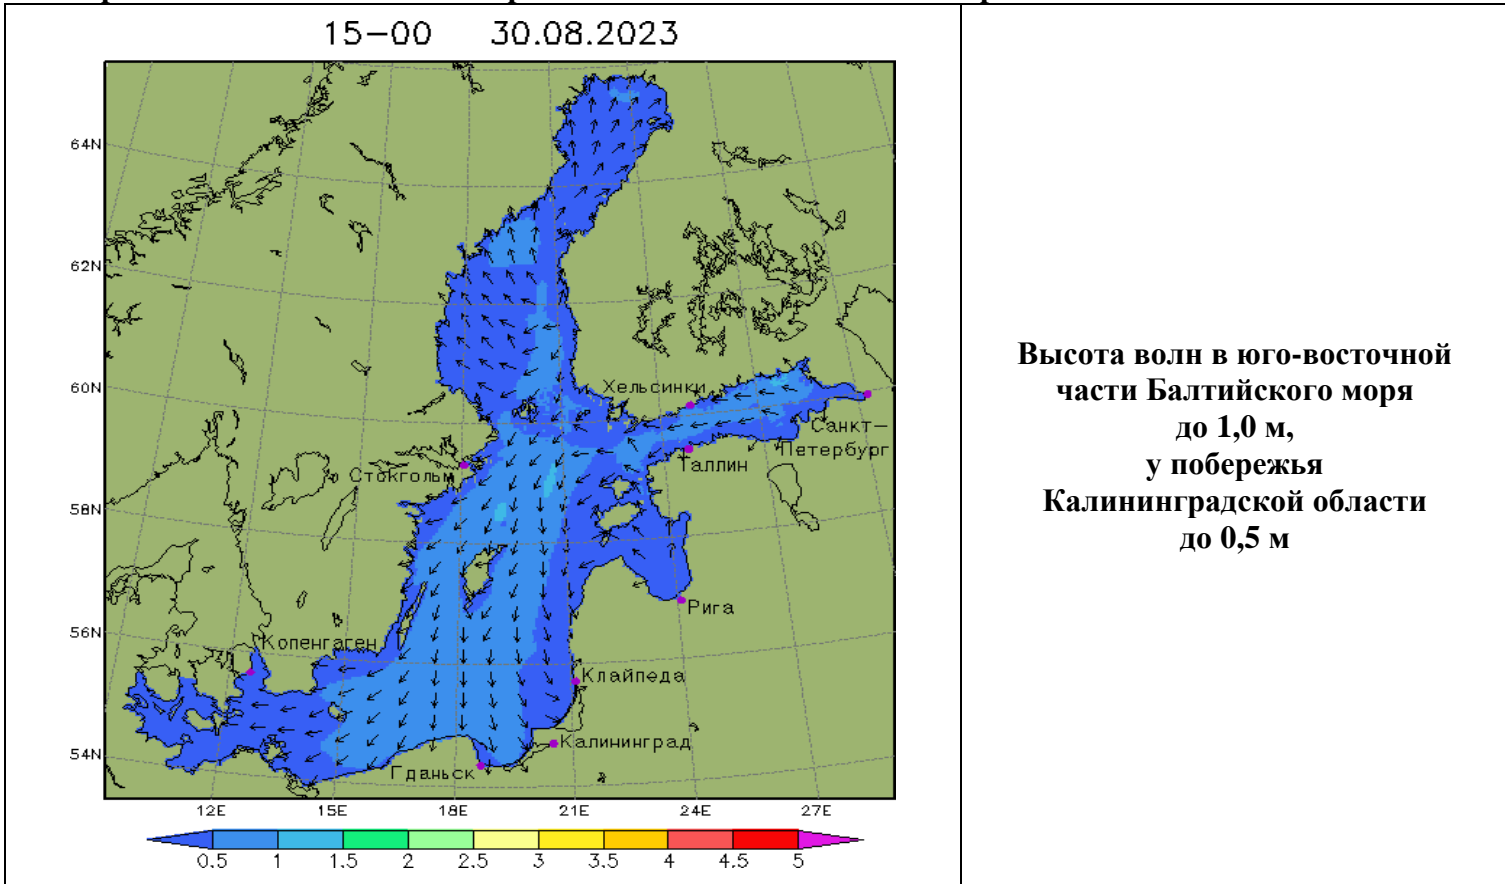 15-00 30.08.2023
64N
62N
60N
58N
56N
54N
Хельсинки
Санкт-
Петербург
Таллин
Стокгольм
Рига
Копенгаген
Клайпеда
Калининград
Гданьск
12E 15E 18E 21E 24E 27E
0.5 1 1.5 2 2.5 3 3.5 4 4.5 5
Высота волн в юго-восточной
части Балтийского моря
до 1,0 м,
у побережья
Калининградской области
до 0,5 м